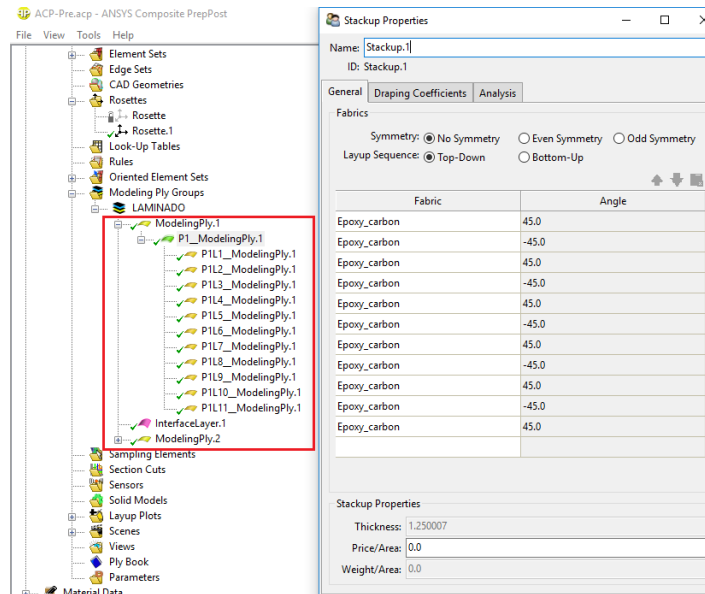 ACP-Pre.acp - ANSYS Composite PrepPost
File View Tools Help
Element Sets
Edge Sets
CAD Geometries
Rosettes
Rosette
Rosette.1
Look-Up Tables
Rules
Oriented Element Sets
Modeling Ply Groups
LAMINADO
ModelingPly.1
P1__ModelingPly.1
P1L1__ModelingPly.1
P1L2__ModelingPly.1
P1L3__ModelingPly.1
P1L4__ModelingPly.1
P1L5__ModelingPly.1
P1L6__ModelingPly.1
P1L7__ModelingPly.1
P1L8__ModelingPly.1
P1L9__ModelingPly.1
P1L10__ModelingPly.1
P1L11__ModelingPly.1
InterfaceLayer.1
ModelingPly.2
Sampling Elements
Section Cuts
Sensors
Solid Models
Layup Plots
Scenes
Views
Ply Book
Parameters
Material Data
Stackup Properties
Name: Stackup.1
ID: Stackup.1
General Draping Coefficients Analysis
Fabrics
Symmetry: No Symmetry Even Symmetry Odd Symmetry
Layup Sequence: Top-Down Bottom-Up
Fabric Angle
Epoxy_carbon 45.0
Epoxy_carbon -45.0
Epoxy_carbon 45.0
Epoxy_carbon -45.0
Epoxy_carbon 45.0
Epoxy_carbon -45.0
Epoxy_carbon 45.0
Epoxy_carbon -45.0
Epoxy_carbon 45.0
Epoxy_carbon -45.0
Epoxy_carbon 45.0
Stackup Properties
Thickness: 1.250007
Price/Area: 0.0
Weight/Area: 0.0